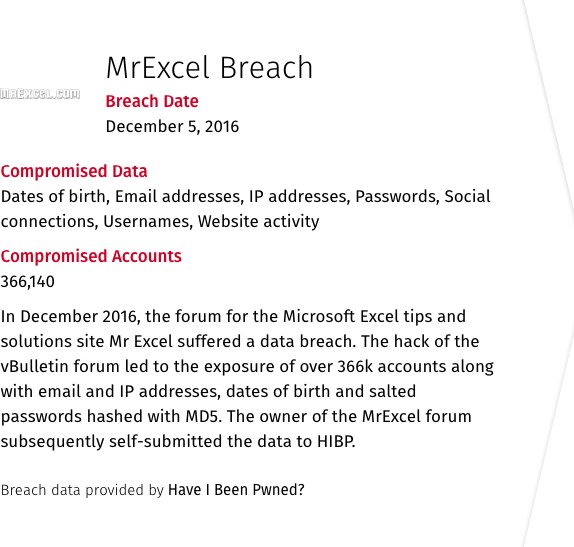 MrExcel Breach
MREXCEL.COM
Breach Date
December 5, 2016
Compromised Data
Dates of birth, Email addresses, IP addresses, Passwords, Social
connections, Usernames, Website activity
Compromised Accounts
366,140
In December 2016, the forum for the Microsoft Excel tips and
solutions site Mr Excel suffered a data breach. The hack of the
vBulletin forum led to the exposure of over 366k accounts along
with email and IP addresses, dates of birth and salted
passwords hashed with MD5. The owner of the MrExcel forum
subsequently self-submitted the data to HIBP.
Breach data provided by Have I Been Pwned?